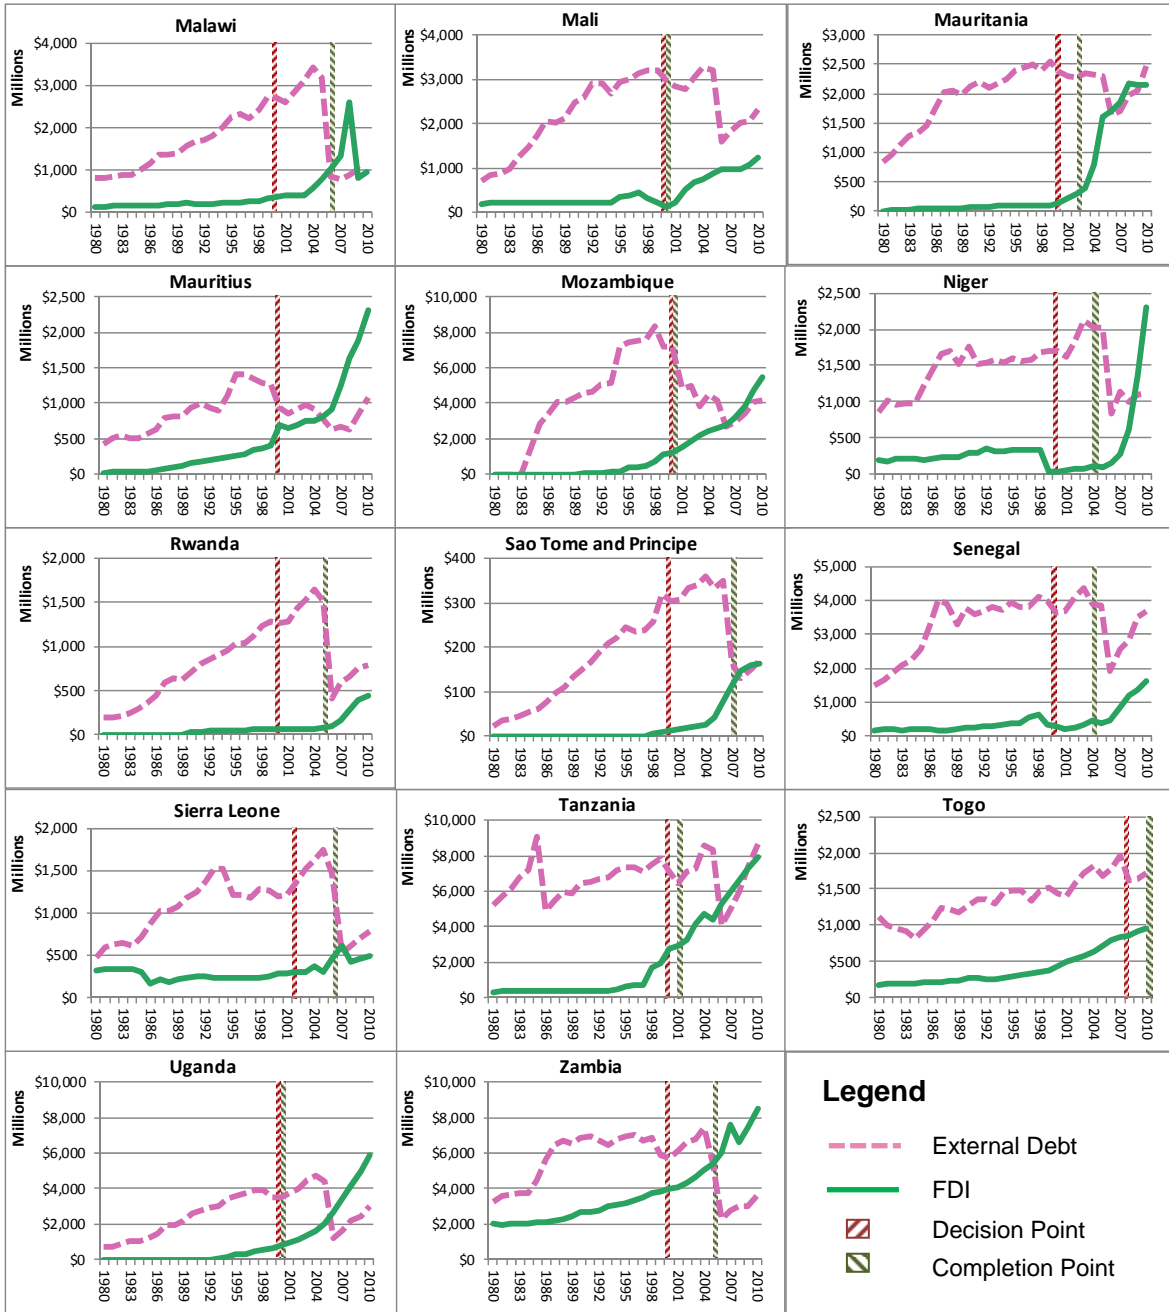 Malawi
Millions
$4,000
$3,000
$2,000
$1,000
$0
1980 1983 1986 1989 1992 1995 1998 2001 2004 2007 2010
Mali
Millions
$4,000
$3,000
$2,000
$1,000
$0
1980 1983 1986 1989 1992 1995 1998 2001 2004 2007 2010
Mauritania
Millions
$3,000
$2,500
$2,000
$1,500
$1,000
$500
$0
1980 1983 1986 1989 1992 1995 1998 2001 2004 2007 2010
Mauritius
Millions
$2,500
$2,000
$1,500
$1,000
$500
$0
1980 1983 1986 1989 1992 1995 1998 2001 2004 2007 2010
Mozambique
Millions
$10,000
$8,000
$6,000
$4,000
$2,000
$0
1980 1983 1986 1989 1992 1995 1998 2001 2004 2007 2010
Niger
Millions
$2,500
$2,000
$1,500
$1,000
$500
$0
1980 1983 1986 1989 1992 1995 1998 2001 2004 2007 2010
Rwanda
Millions
$2,000
$1,500
$1,000
$500
$0
1980 1983 1986 1989 1992 1995 1998 2001 2004 2007 2010
Sao Tome and Principe
Millions
$400
$300
$200
$100
$0
1980 1983 1986 1989 1992 1995 1998 2001 2004 2007 2010
Senegal
Millions
$5,000
$4,000
$3,000
$2,000
$1,000
$0
1980 1983 1986 1989 1992 1995 1998 2001 2004 2007 2010
Sierra Leone
Millions
$2,000
$1,500
$1,000
$500
$0
1980 1983 1986 1989 1992 1995 1998 2001 2004 2007 2010
Tanzania
Millions
$10,000
$8,000
$6,000
$4,000
$2,000
$0
1980 1983 1986 1989 1992 1995 1998 2001 2004 2007 2010
Togo
Millions
$2,500
$2,000
$1,500
$1,000
$500
$0
1980 1983 1986 1989 1992 1995 1998 2001 2004 2007 2010
Uganda
Millions
$10,000
$8,000
$6,000
$4,000
$2,000
$0
1980 1983 1986 1989 1992 1995 1998 2001 2004 2007 2010
Zambia
Millions
$10,000
$8,000
$6,000
$4,000
$2,000
$0
1980 1983 1986 1989 1992 1995 1998 2001 2004 2007 2010
Legend
External Debt
FDI
Decision Point
Completion Point